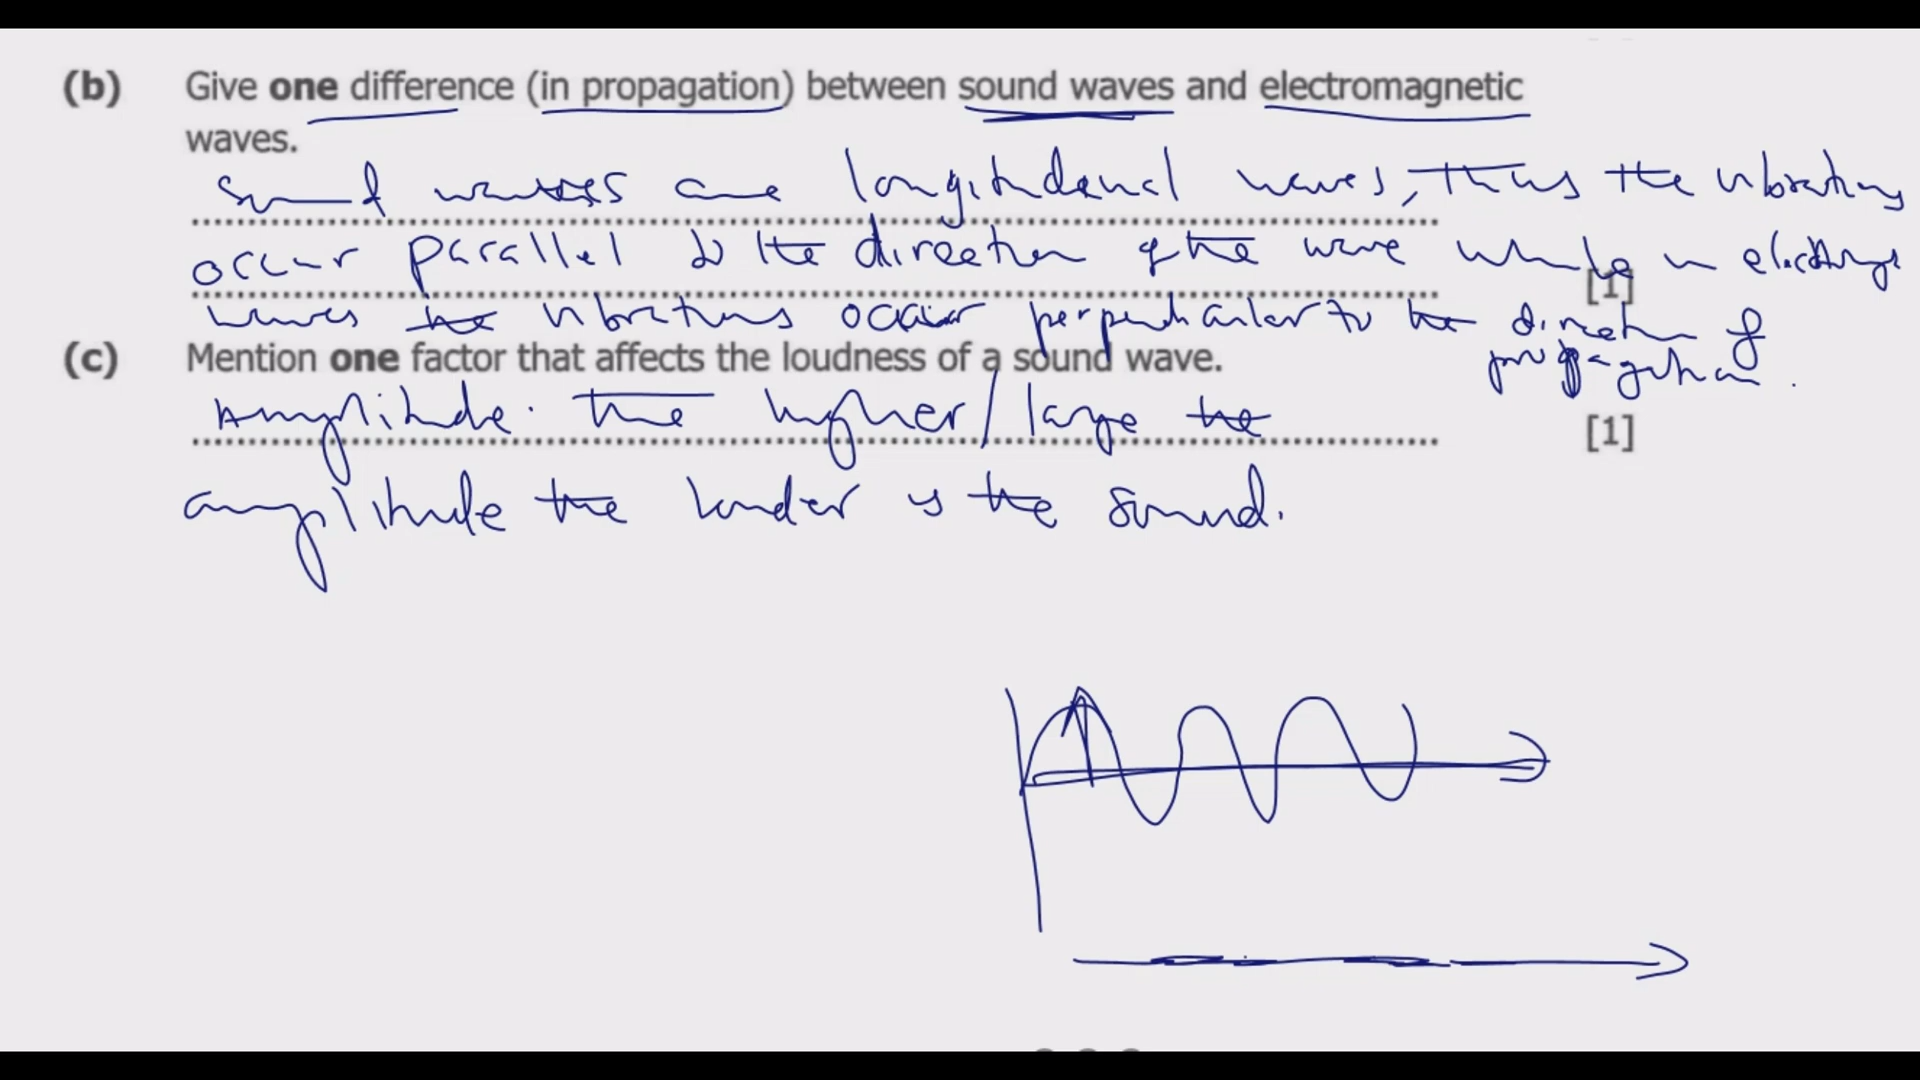 (b) Give one difference (in propagation) between sound waves and electromagnetic
waves.
Sound waves are longitudenal waves, thus the vibrations
occur parallel to the direction of the wave while in
[1]
waves the vibrations occur perpendicular to the direction of
propagation.
(c) Mention one factor that affects the loudness of a sound wave.
Amplitude. The higher/large the
[1]
amplitude the louder is the sound.